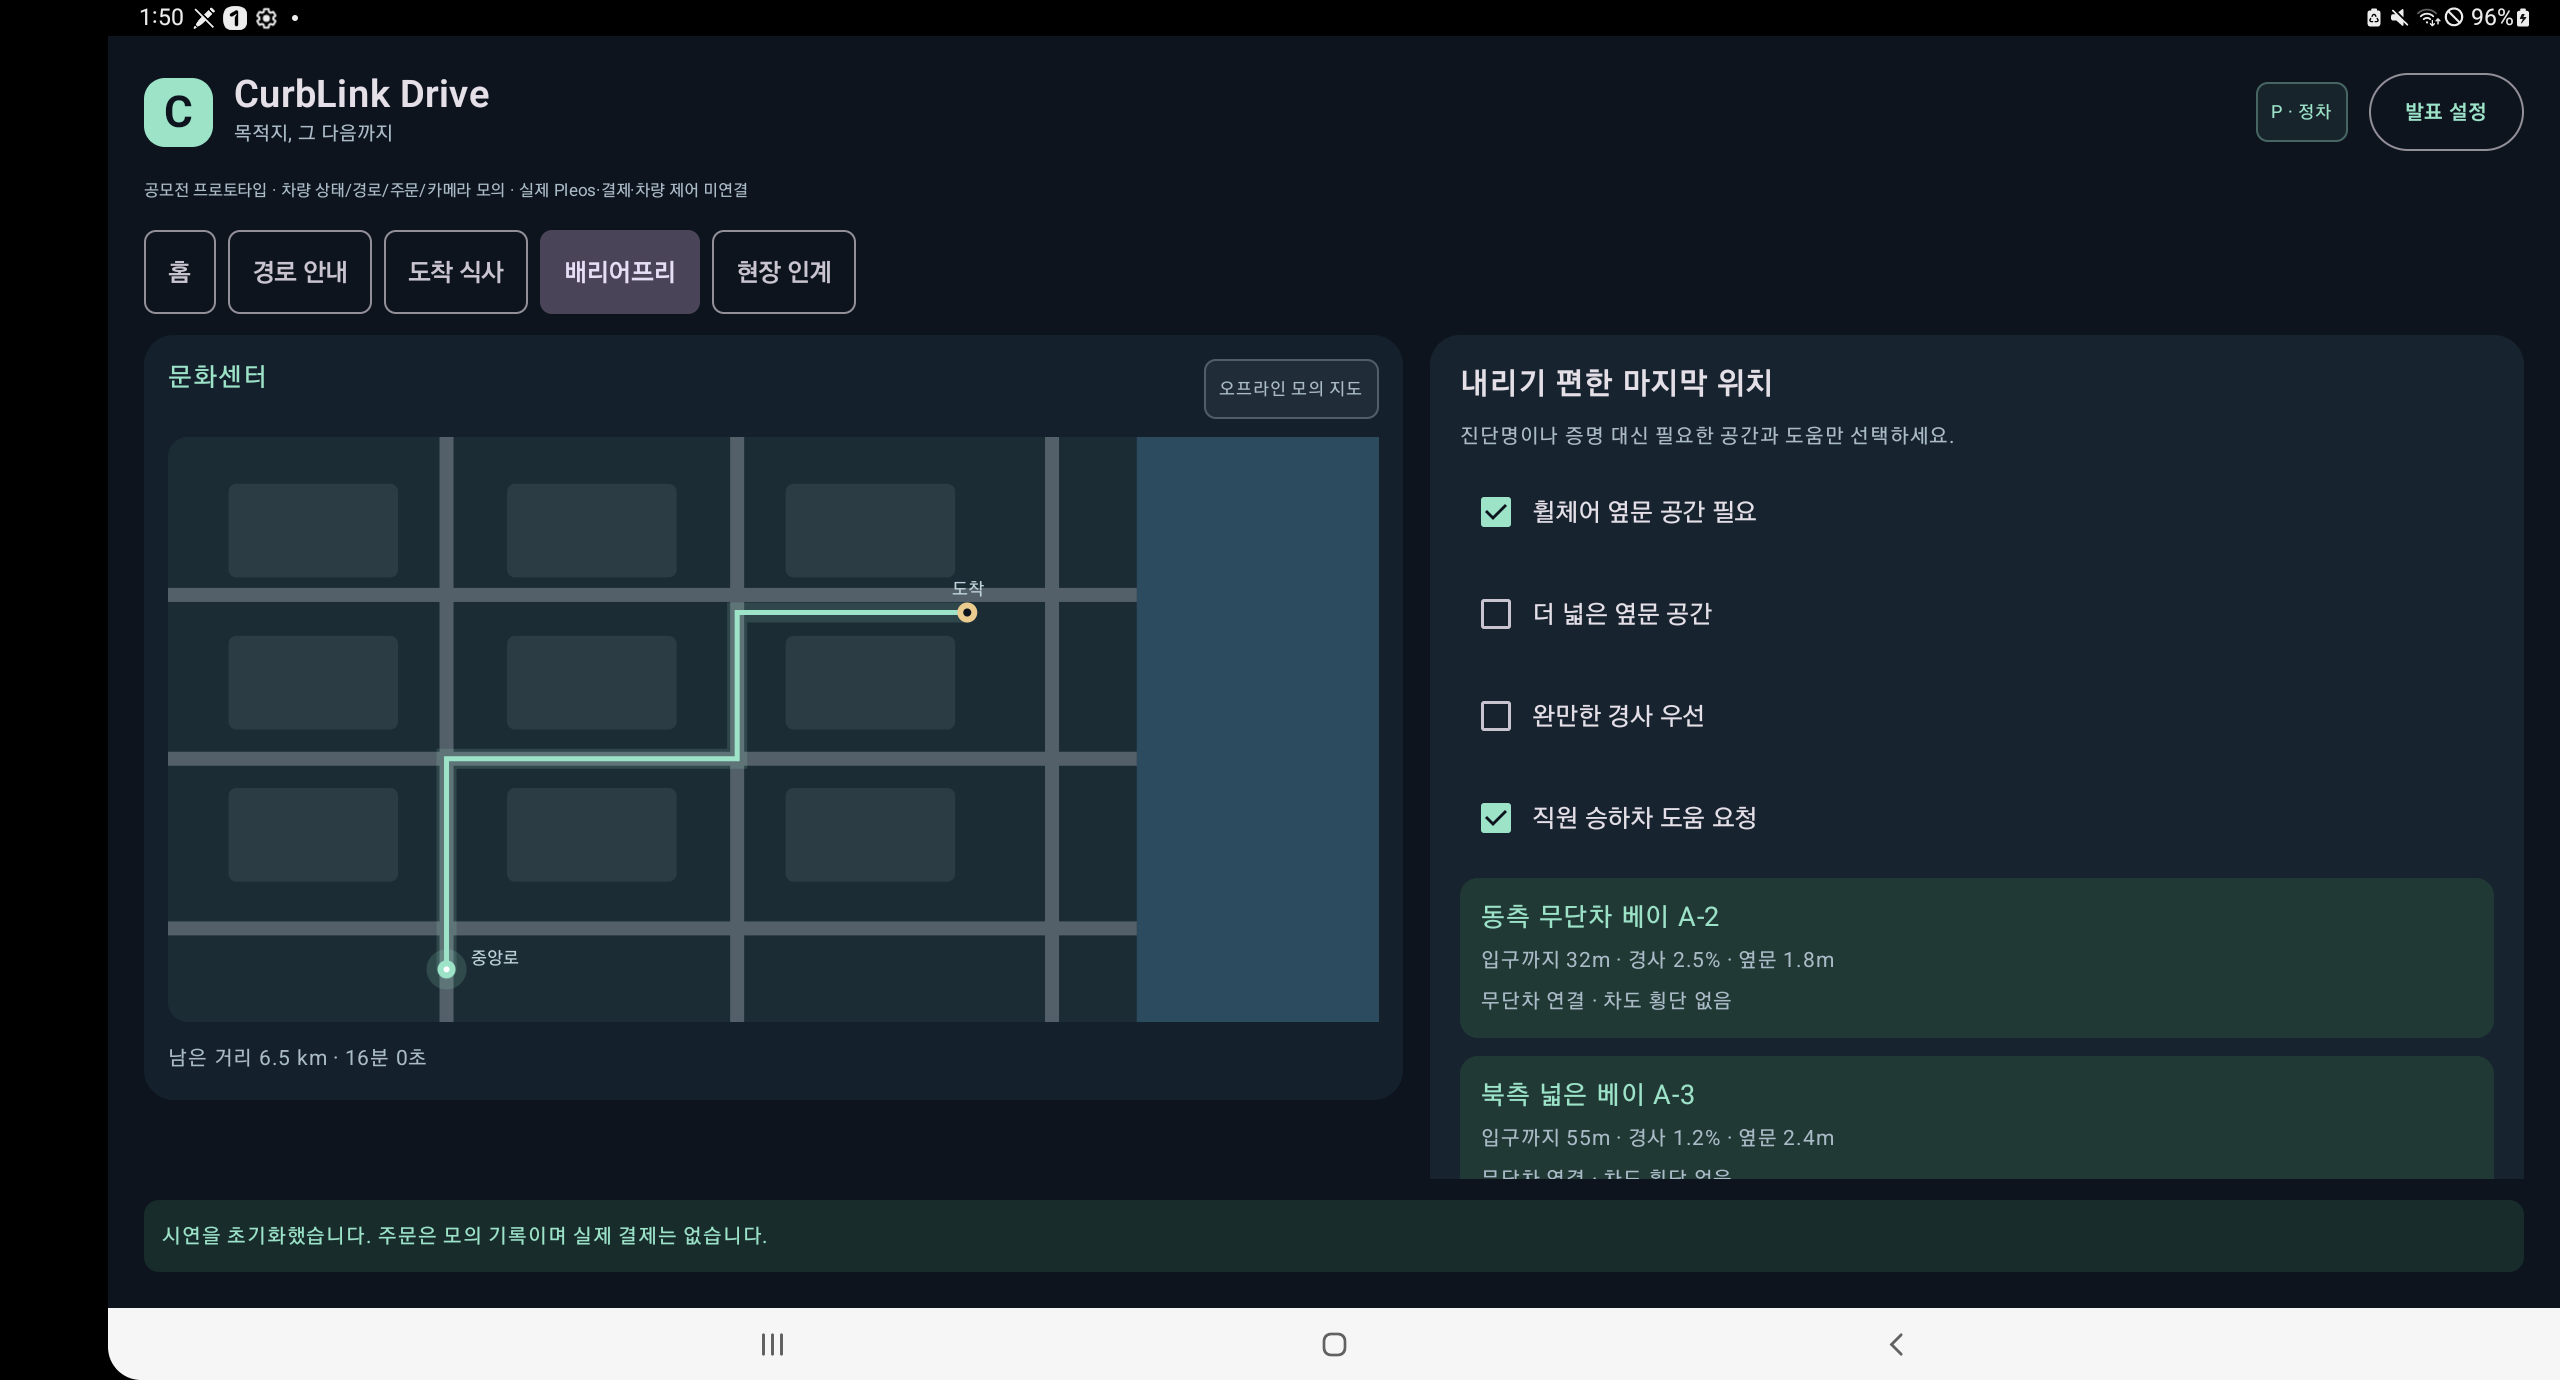 1:50
96%
C
CurbLink Drive
목적지, 그 다음까지
P · 정차
발표 설정
공모전 프로토타입 · 차량 상태/경로/주문/카메라 모의 · 실제 Pleos·결제·차량 제어 미연결
홈
경로 안내
도착 식사
배리어프리
현장 인계
문화센터
오프라인 모의 지도
도착
중앙로
남은 거리 6.5 km · 16분 0초
내리기 편한 마지막 위치
진단명이나 증명 대신 필요한 공간과 도움만 선택하세요.
휠체어 옆문 공간 필요
더 넓은 옆문 공간
완만한 경사 우선
직원 승하차 도움 요청
동측 무단차 베이 A-2
입구까지 32m · 경사 2.5% · 옆문 1.8m
무단차 연결 · 차도 횡단 없음
북측 넓은 베이 A-3
입구까지 55m · 경사 1.2% · 옆문 2.4m
무단차 연결 · 차도 횡단 없음
시연을 초기화했습니다. 주문은 모의 기록이며 실제 결제는 없습니다.